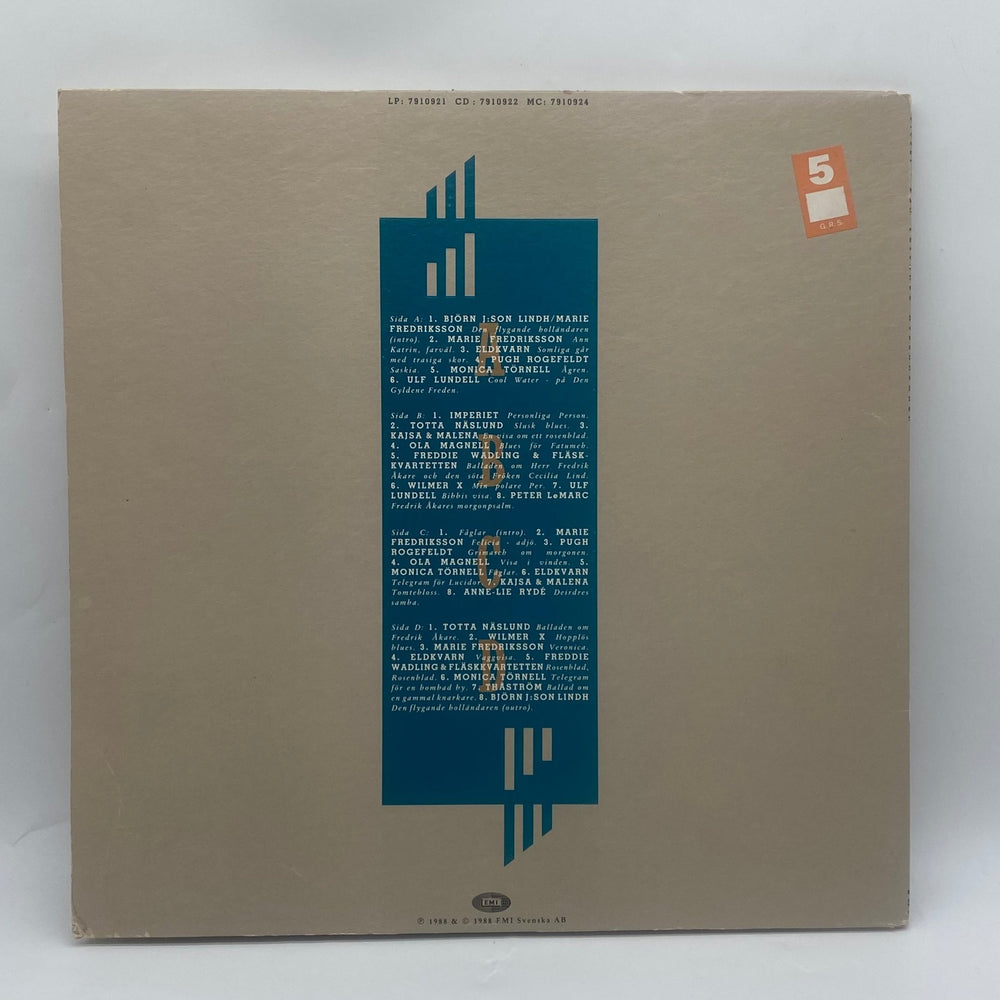 LP: 7910921 CD: 7910922 MC: 7910924
5
G.R.S.
Sida A: 1. BJÖRN J:SON LINDH/MARIE
FREDRIKSSON Den flygande holländaren
(intro). 2. MARIE FREDRIKSSON Ann
Katrin, farväl. 3. ELDKVARN Somliga går
med trasiga skor. 4. PUGH ROGEFELDT
Saskia. 5. MONICA TÖRNELL Ågren.
6. ULF LUNDELL Cool Water - på Den
Gyldene Freden.
A
Sida B: 1. IMPERIET Personliga Person.
2. TOTTA NÄSLUND Slusk blues. 3.
KAJSA & MALENA En visa om ett rosenblad.
4. OLA MAGNELL Blues för Fatumeh.
5. FREDDIE WADLING & FLÄSK-
KVARTETTEN Balladen om Herr Fredrik
Åkare och den söta Fröken Cecilia Lind.
6. WILMER X Min polare Per. 7. ULF
LUNDELL Bibbis visa. 8. PETER LeMARC
Fredrik Åkares morgonpsalm.
B
Sida C: 1. Fåglar (intro). 2. MARIE
FREDRIKSSON Felicia - adjö. 3. PUGH
ROGEFELDT Grimasch om morgonen.
4. OLA MAGNELL Visa i vinden. 5.
MONICA TÖRNELL Fåglar. 6. ELDKVARN
Telegram för Lucidor. 7. KAJSA & MALENA
Tomtebloss. 8. ANNE-LIE RYDÉ Deirdres
samba.
C
Sida D: 1. TOTTA NÄSLUND Balladen om
Fredrik Åkare. 2. WILMER X Hopplös
blues. 3. MARIE FREDRIKSSON Veronica.
4. ELDKVARN Vaggvisa. 5. FREDDIE
WADLING & FLÄSKKVARTETTEN Rosenblad,
Rosenblad. 6. MONICA TÖRNELL Telegram
för en bombad by. 7. THÅSTRÖM Ballad om
en gammal knarkare. 8. BJÖRN J:SON LINDH
Den flygande holländaren (outro).
D
EMI
℗ 1988 & © 1988 EMI Svenska AB